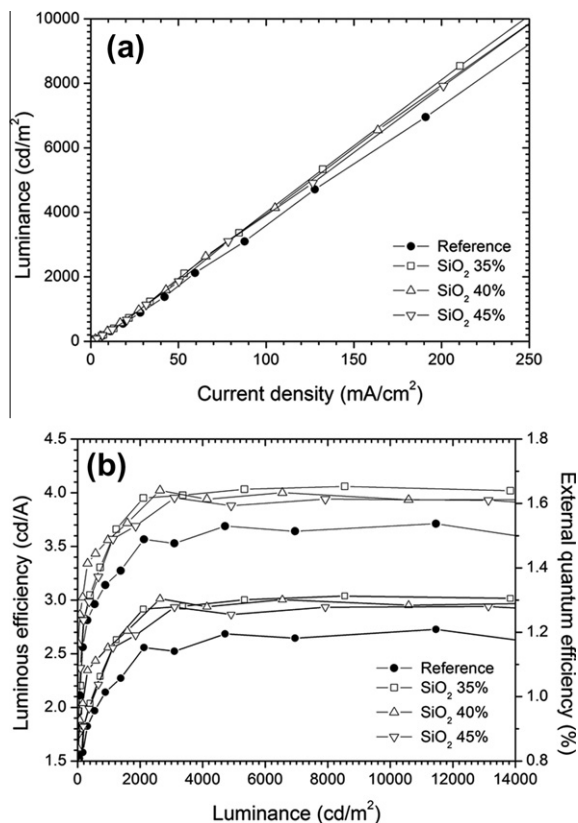 (a)
10000
8000
6000
4000
2000
0
Luminance (cd/m²)
Reference
SiO₂ 35%
SiO₂ 40%
SiO₂ 45%
0 50 100 150 200 250
Current density (mA/cm²)
(b)
4.5
4.0
3.5
3.0
2.5
2.0
1.5
Luminous efficiency (cd/A)
1.8
1.6
1.4
1.2
1.0
0.8
External quantum efficiency (%)
Reference
SiO₂ 35%
SiO₂ 40%
SiO₂ 45%
0 2000 4000 6000 8000 10000 12000 14000
Luminance (cd/m²)